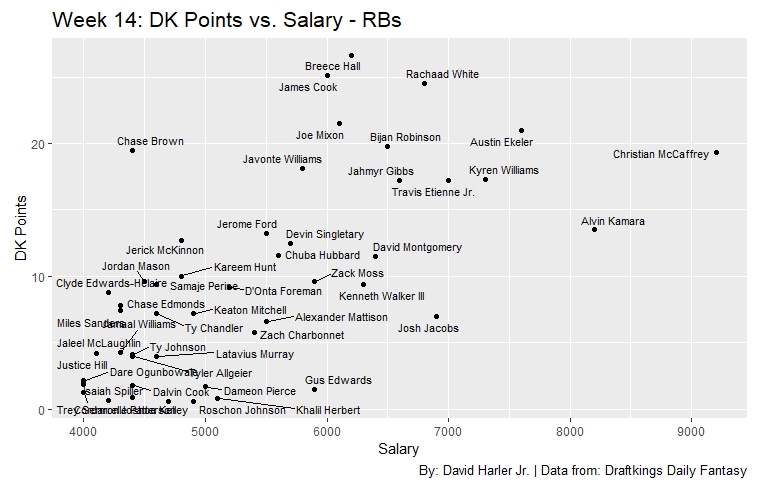 Week 14: DK Points vs. Salary - RBs
Breece Hall
Rachaad White
James Cook
Joe Mixon
Chase Brown
Bijan Robinson
Austin Ekeler
Christian McCaffrey
Javonte Williams
Jahmyr Gibbs
Kyren Williams
Travis Etienne Jr.
Alvin Kamara
Jerome Ford
Devin Singletary
Jerick McKinnon
Chuba Hubbard
David Montgomery
Jordan Mason
Kareem Hunt
Zack Moss
Clyde Edwards-Helaire
Samaje Perine
D'Onta Foreman
Kenneth Walker III
Chase Edmonds
Keaton Mitchell
Alexander Mattison
Miles Sanders
Jamaal Williams
Ty Chandler
Josh Jacobs
Zach Charbonnet
Jaleel McLaughlin
Ty Johnson
Latavius Murray
Justice Hill
Dare Ogunbowale
Tyler Allgeier
Gus Edwards
Isaiah Spiller
Dalvin Cook
Dameon Pierce
Roschon Johnson
Khalil Herbert
DK Points
20
10
0
4000
5000
6000
7000
8000
9000
Salary
By: David Harler Jr. | Data from: Draftkings Daily Fantasy